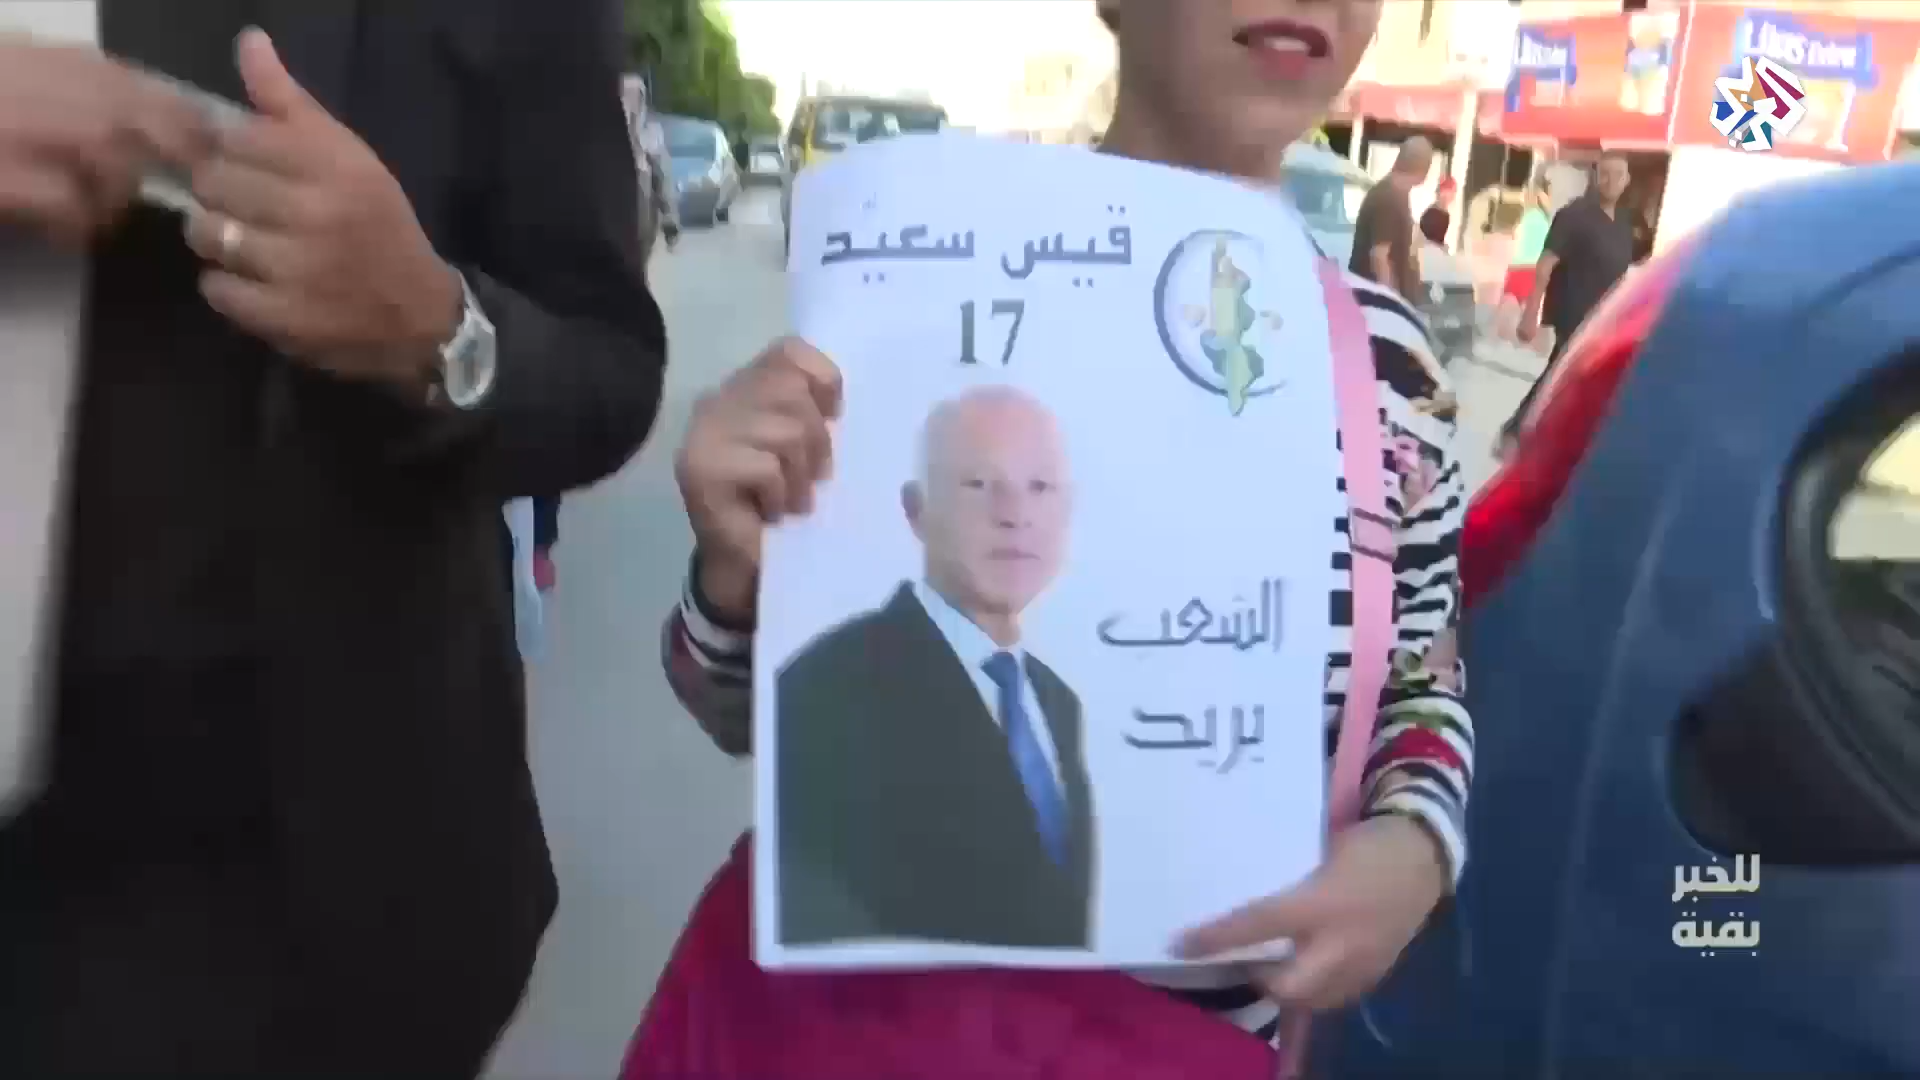 قيس سعيّد
17
الشعب
يريد
للخبر
بقية